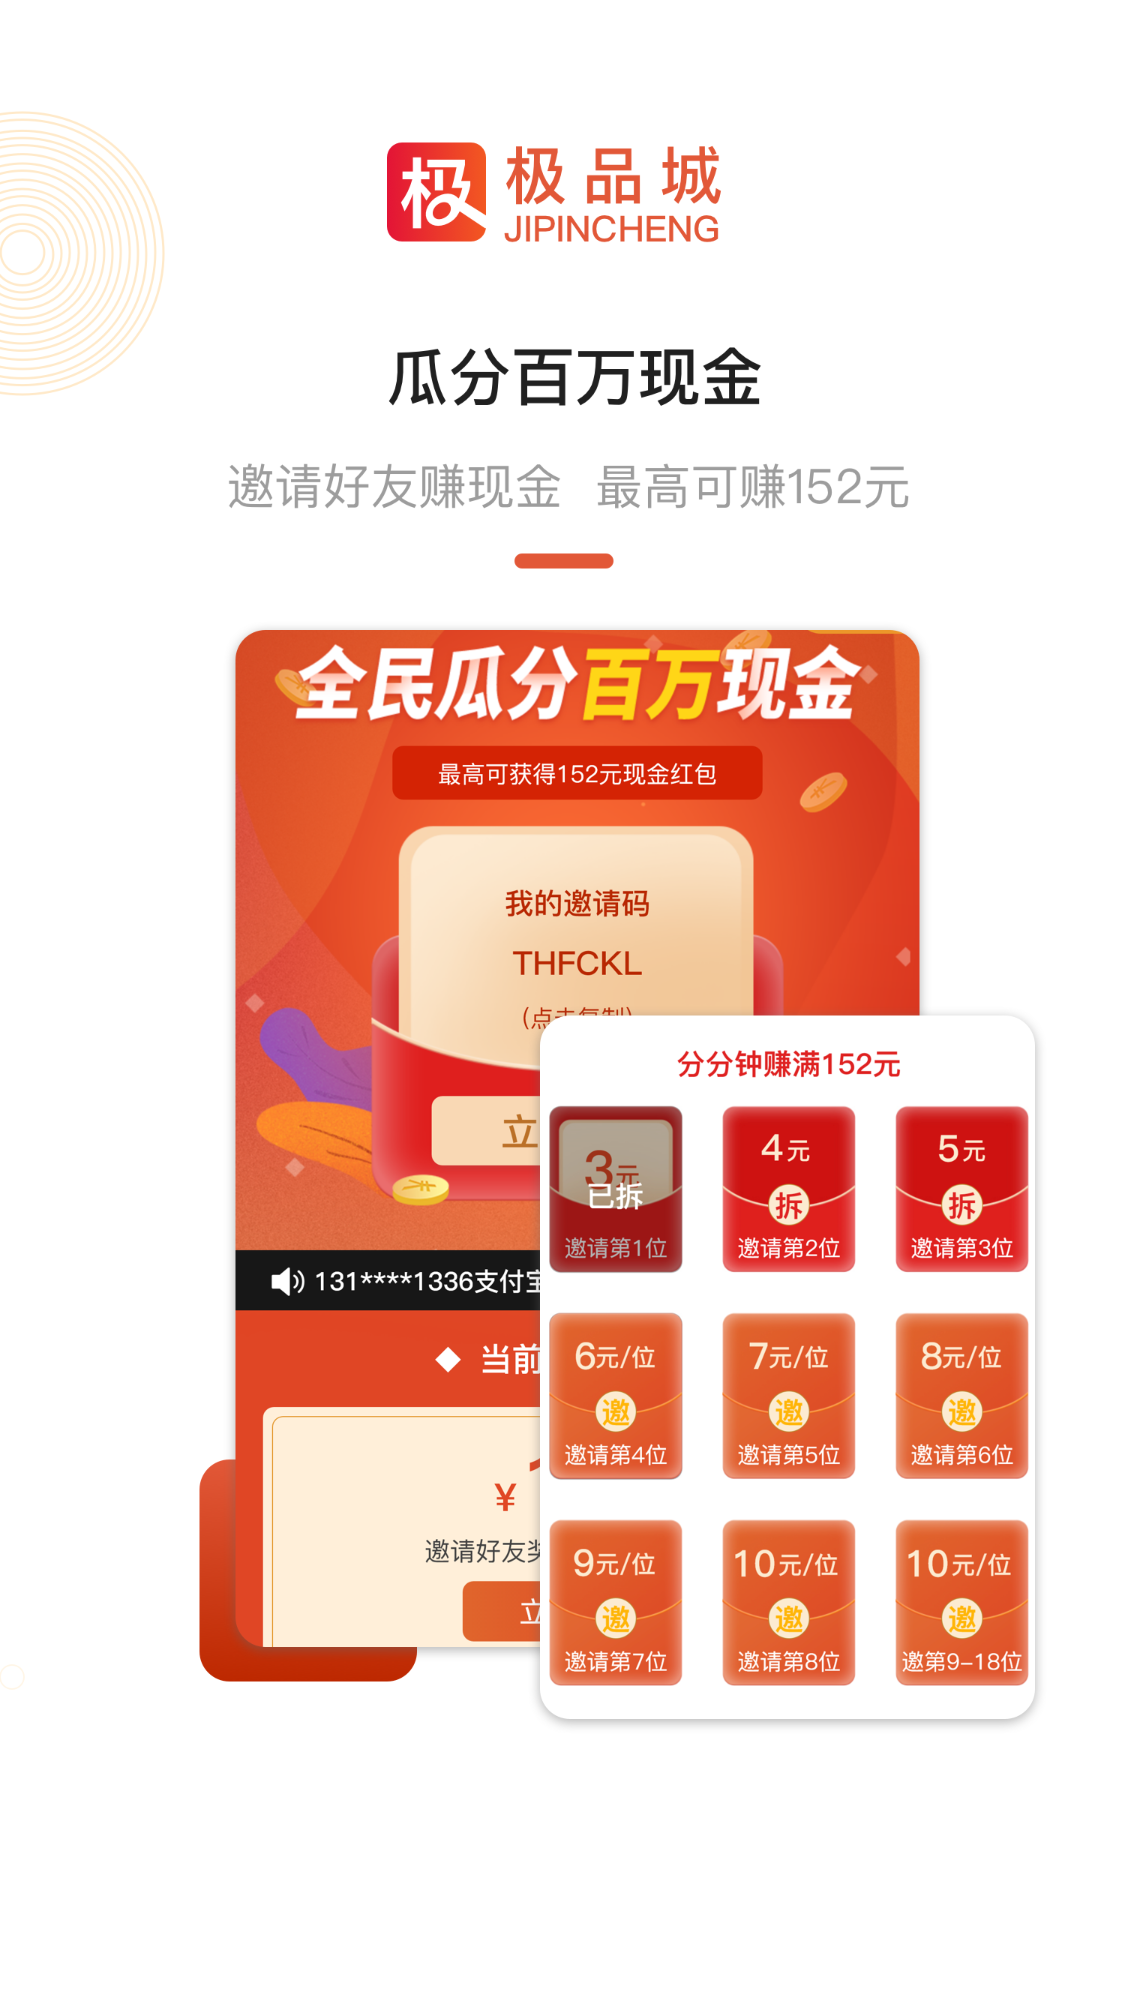 极
极品城
JIPINCHENG
瓜分百万现金
邀请好友赚现金 最高可赚152元
全民瓜分百万现金
最高可获得152元现金红包
我的邀请码
THFCKL
(点击复制)
立
131****1336支付宝
当前
¥
邀请好友奖
立
分分钟赚满152元
3元 4元 5元
已拆 拆 拆
邀请第1位 邀请第2位 邀请第3位
6元/位 7元/位 8元/位
邀 邀 邀
邀请第4位 邀请第5位 邀请第6位
9元/位 10元/位 10元/位
邀 邀 邀
邀请第7位 邀请第8位 邀第9-18位